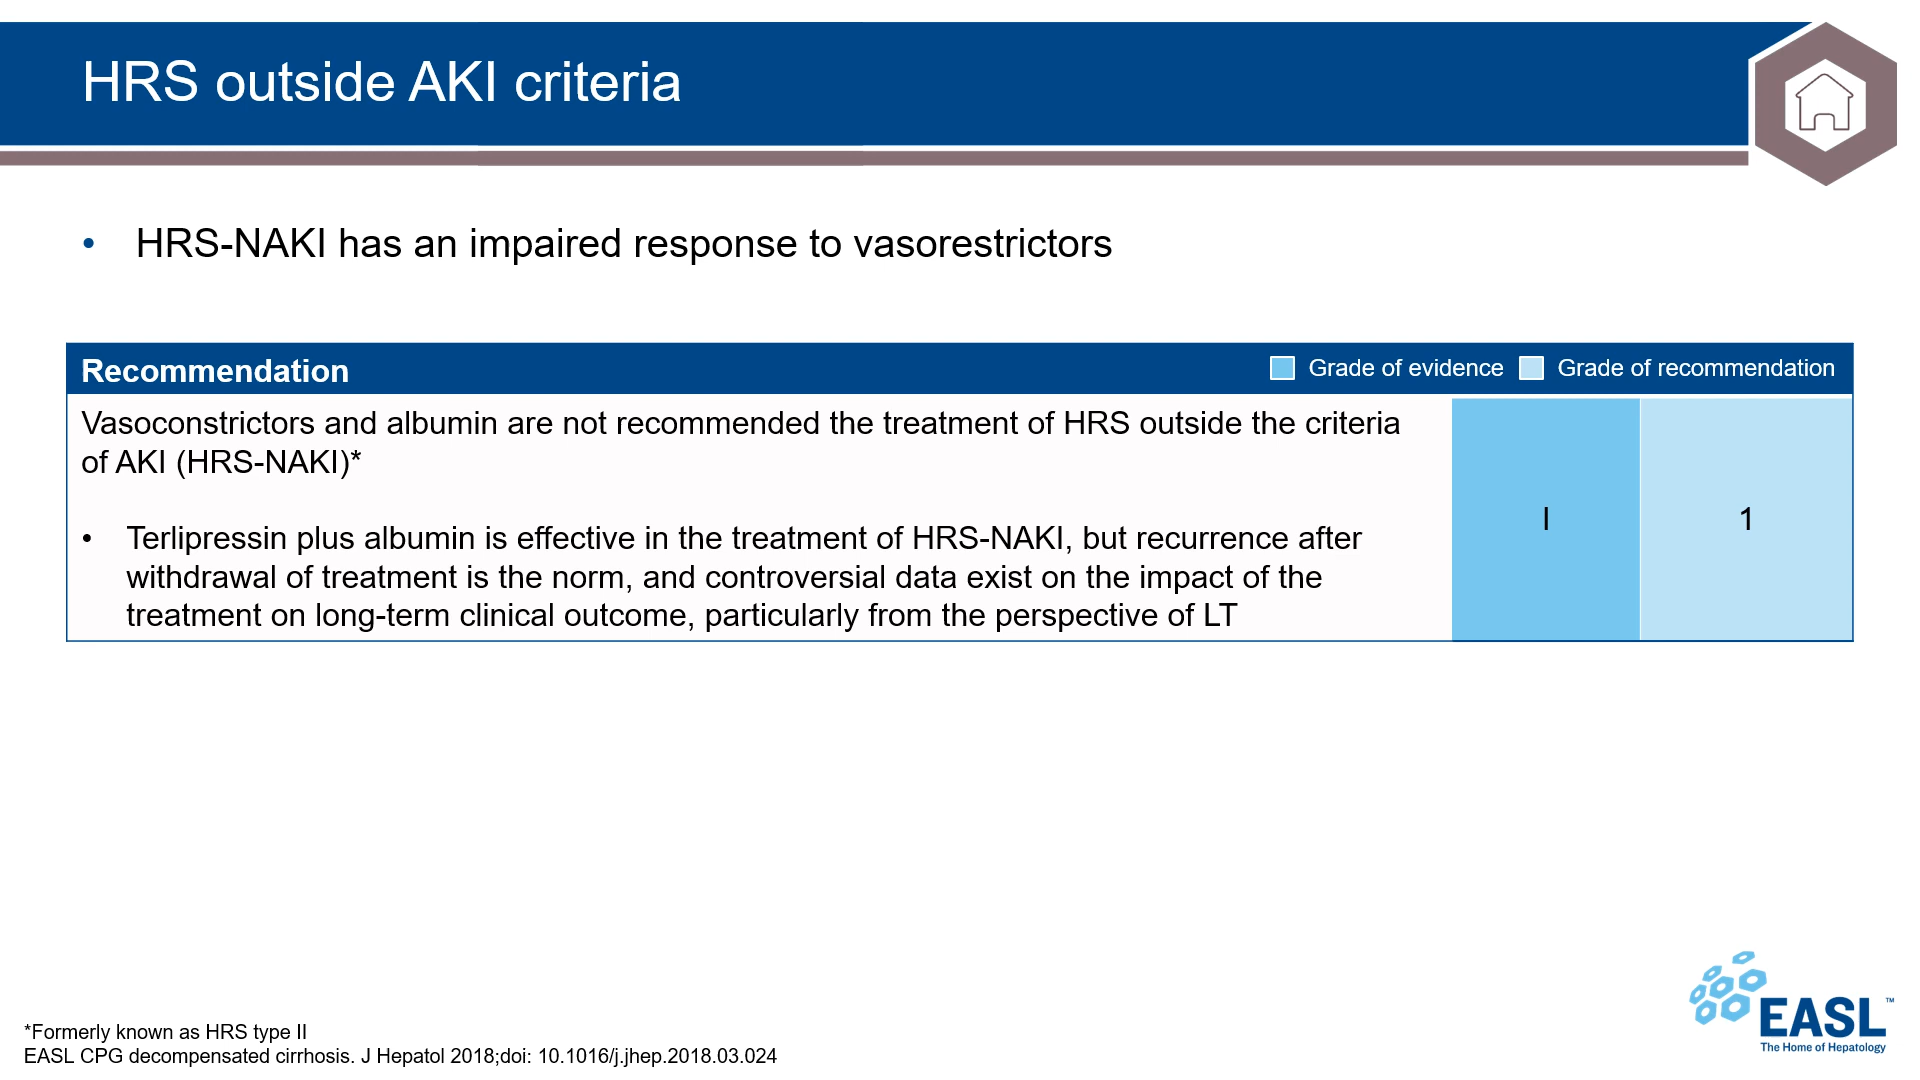 HRS outside AKI criteria
• HRS-NAKI has an impaired response to vasorestrictors
Recommendation
Grade of evidence Grade of recommendation
Vasoconstrictors and albumin are not recommended the treatment of HRS outside the criteria
of AKI (HRS-NAKI)*
• Terlipressin plus albumin is effective in the treatment of HRS-NAKI, but recurrence after
withdrawal of treatment is the norm, and controversial data exist on the impact of the
treatment on long-term clinical outcome, particularly from the perspective of LT
I
1
*Formerly known as HRS type II
EASL CPG decompensated cirrhosis. J Hepatol 2018;doi: 10.1016/j.jhep.2018.03.024
EASL™
The Home of Hepatology